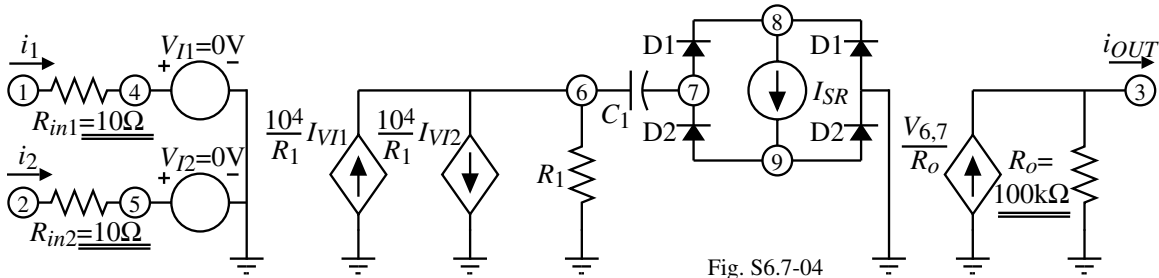 i1
VI1=0V
+ -
1 4
Rin1=10Ω
i2
VI2=0V
+ -
2 5
Rin2=10Ω
10^4/R1 IVI1
10^4/R1 IVI2
6
R1
C1
7
8
D1 D1
ISR
D2 D2
9
V6,7/Ro
Ro=
100kΩ
iOUT
3
Fig. S6.7-04